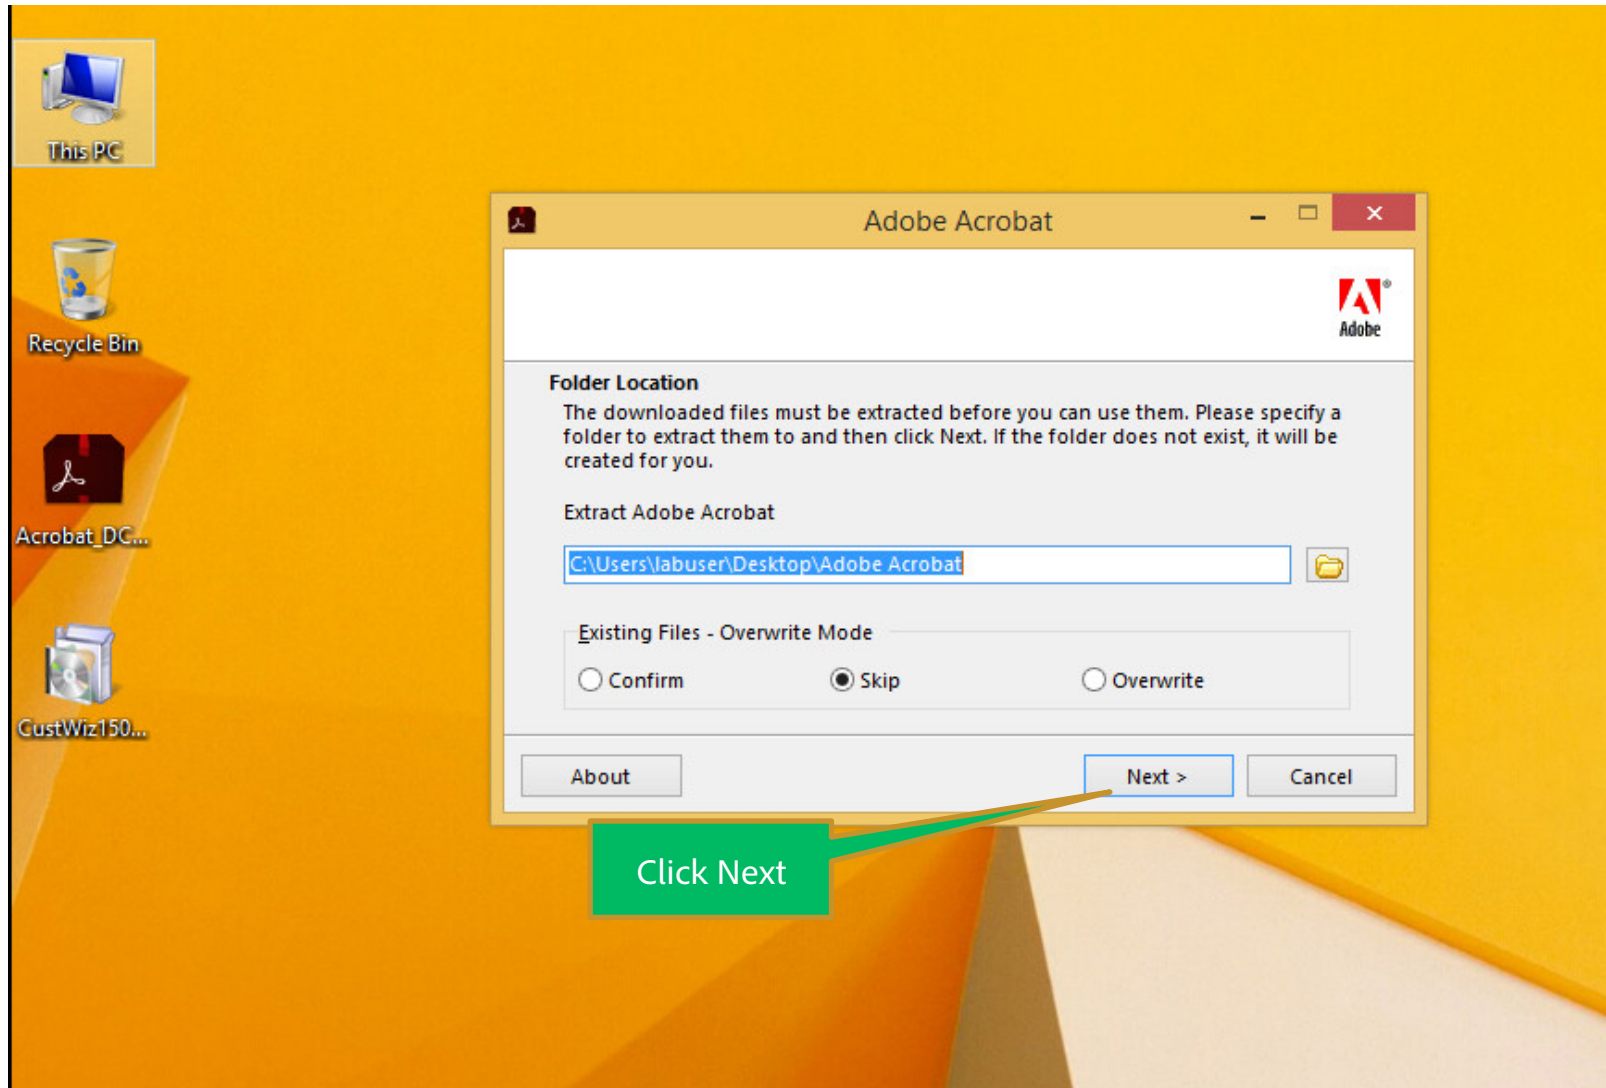 This PC
Recycle Bin
Acrobat_DC...
CustWiz150...
Adobe Acrobat
Adobe
Folder Location
The downloaded files must be extracted before you can use them. Please specify a
folder to extract them to and then click Next. If the folder does not exist, it will be
created for you.
Extract Adobe Acrobat
C:\Users\labuser\Desktop\Adobe Acrobat
Existing Files - Overwrite Mode
Confirm
Skip
Overwrite
About
Next >
Cancel
Click Next